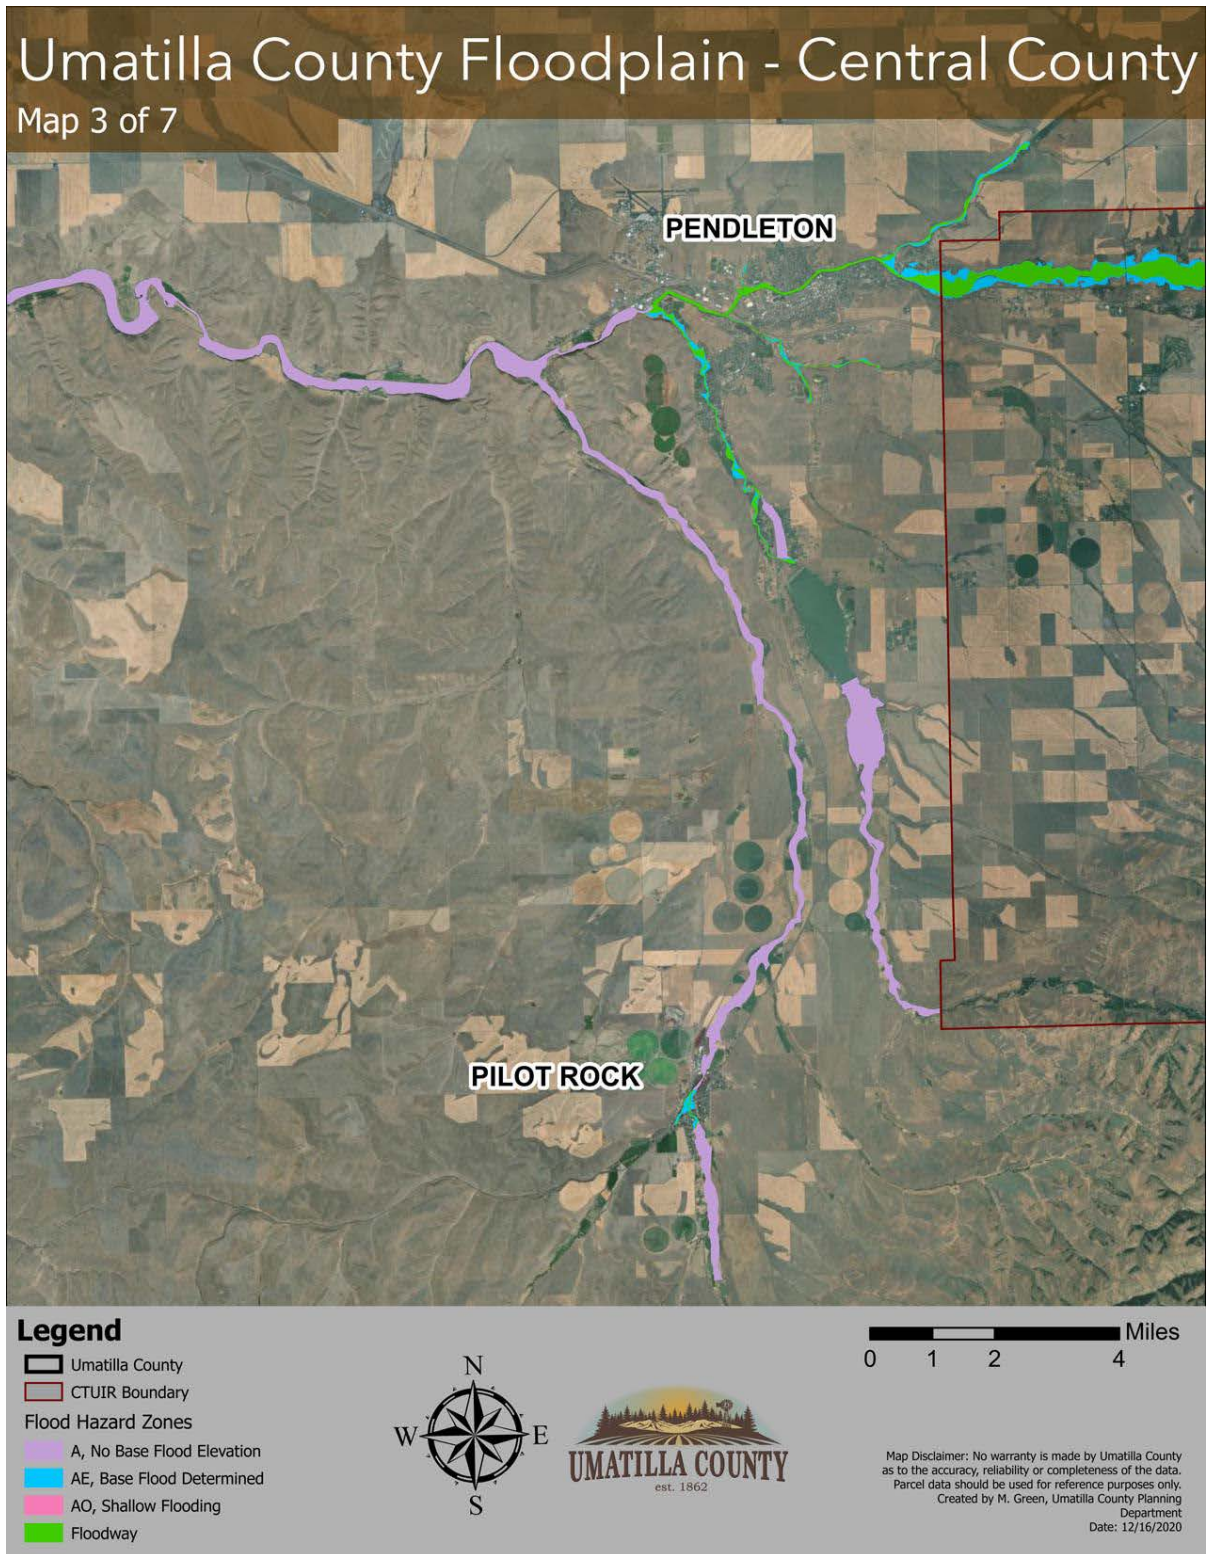 Umatilla County Floodplain - Central County
Map 3 of 7
PENDLETON
PILOT ROCK
Legend
Umatilla County
CTUIR Boundary
Flood Hazard Zones
A, No Base Flood Elevation
AE, Base Flood Determined
AO, Shallow Flooding
Floodway
N
W
E
S
UMATILLA COUNTY
est. 1862
Miles
0 1 2 4
Map Disclaimer: No warranty is made by Umatilla County
as to the accuracy, reliability or completeness of the data.
Parcel data should be used for reference purposes only.
Created by M. Green, Umatilla County Planning
Department
Date: 12/16/2020